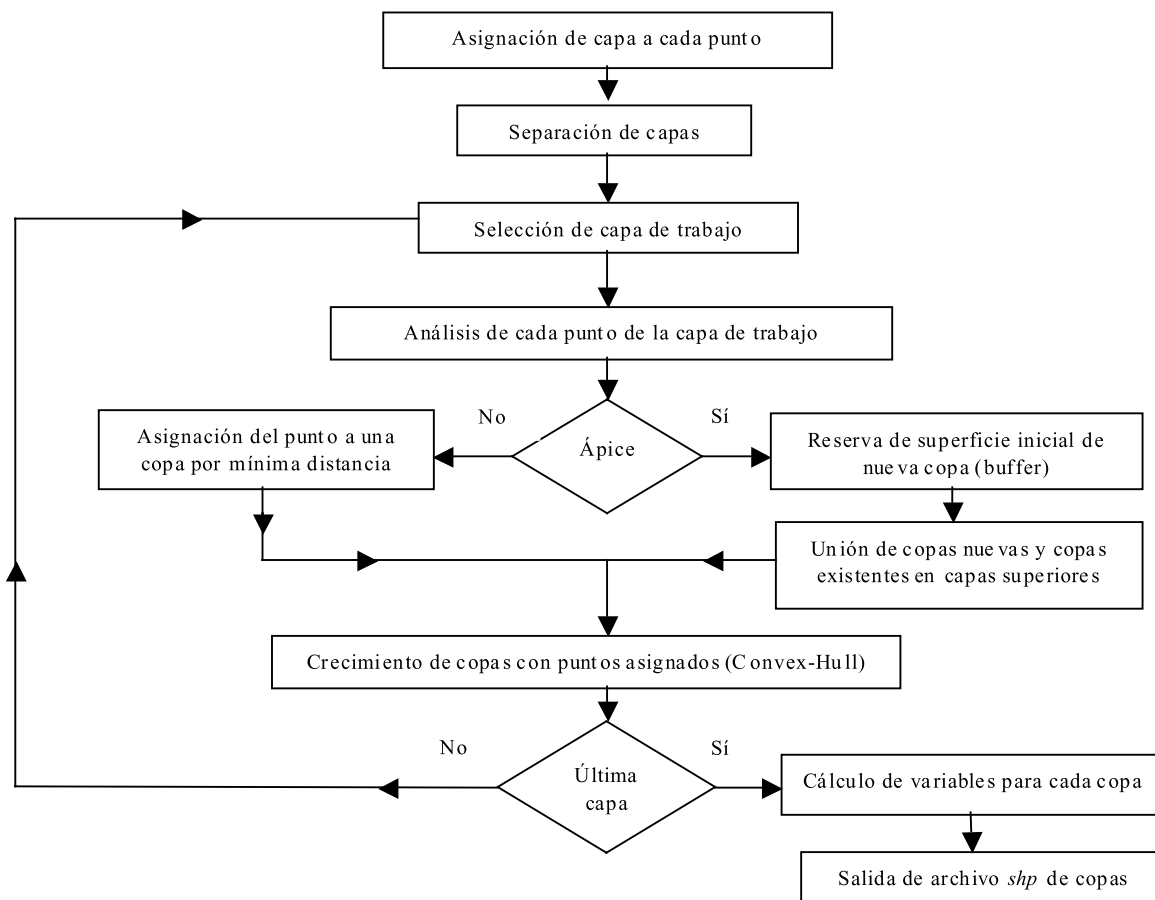 Asignación de capa a cada punto
Separación de capas
Selección de capa de trabajo
Análisis de cada punto de la capa de trabajo
No
Sí
Asignación del punto a una
copa por mínima distancia
Ápice
Reserva de superficie inicial de
nueva copa (buffer)
Unión de copas nuevas y copas
existentes en capas superiores
Crecimiento de copas con puntos asignados (Convex-Hull)
No
Sí
Última
capa
Cálculo de variables para cada copa
Salida de archivo shp de copas